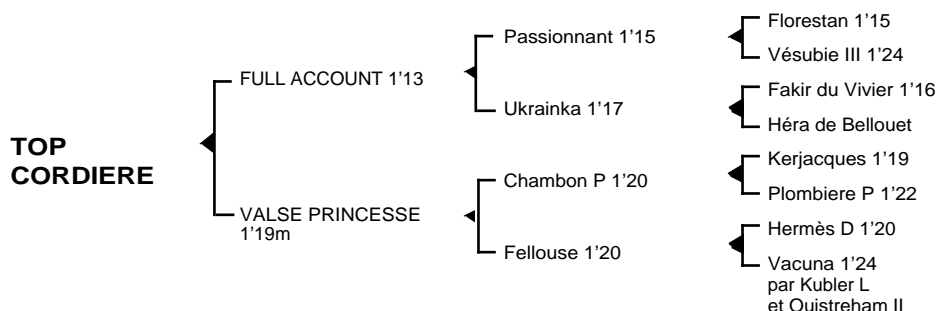 TOP
CORDIERE
FULL ACCOUNT 1’13
VALSE PRINCESSE
1’19m
Passionnant 1’15
Ukrainka 1’17
Chambon P 1’20
Fellouse 1’20
Florestan 1’15
Vésubie III 1’24
Fakir du Vivier 1’16
Héra de Bellouet
Kerjacques 1’19
Plombiere P 1’22
Hermès D 1’20
Vacuna 1’24
par Kubler L
et Ouistreham II